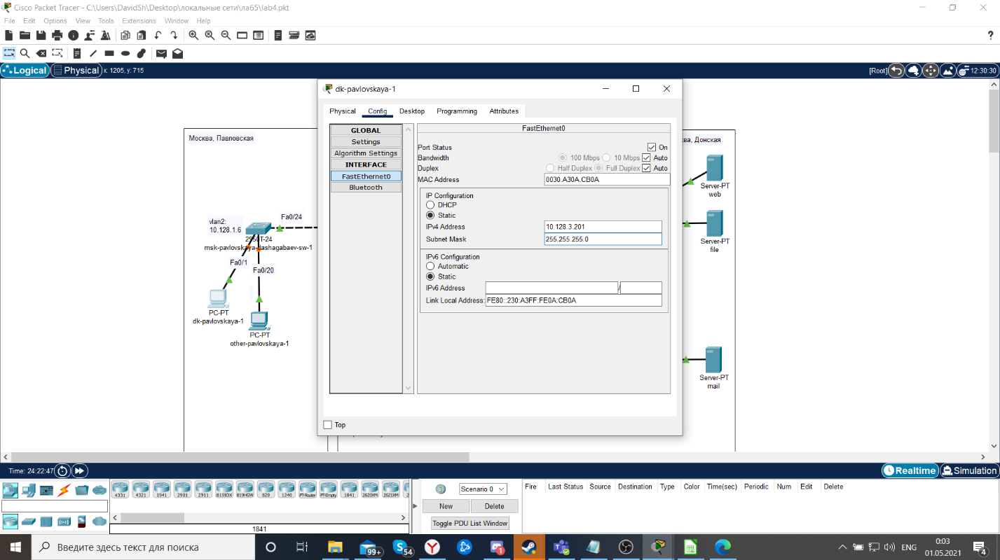 Cisco Packet Tracer - C:\Users\DavidSh\Desktop\локальные сети\ла65\lab4.pkt
File Edit Options View Tools Extensions Window Help
?
Logical Physical x: 1205, y: 715
[Root] 12:30:30
dk-pavlovskaya-1
Physical Config Desktop Programming Attributes
GLOBAL
Settings
Algorithm Settings
INTERFACE
FastEthernet0
Bluetooth
FastEthernet0
Port Status On
Bandwidth 100 Mbps 10 Mbps Auto
Duplex Half Duplex Full Duplex Auto
MAC Address 0030.A30A.CB0A
IP Configuration
DHCP
Static
IPv4 Address 10.128.3.201
Subnet Mask 255.255.255.0
IPv6 Configuration
Automatic
Static
IPv6 Address /
Link Local Address: FE80::230:A3FF:FE0A:CB0A
Top
Москва, Павловская
vlan2:
10.128.1.6
Fa0/24
2950T-24
Fa0/1
Fa0/20
PC-PT
dk-pavlovskaya-1
PC-PT
other-pavlovskaya-1
ва, Донская
Server-PT
web
Server-PT
file
Server-PT
mail
Time: 24:22:47
Realtime Simulation
4331 4321 1941 2901 2911 819IOX 819HGW 829 1240 PT-Router PT-Empty 1841 2620XM 2621XM
1841
Scenario 0
New Delete
Toggle PDU List Window
Fire Last Status Source Destination Type Color Time(sec) Periodic Num Edit Delete
Введите здесь текст для поиска
99+
54
1
ENG
0:03
01.05.2021
4